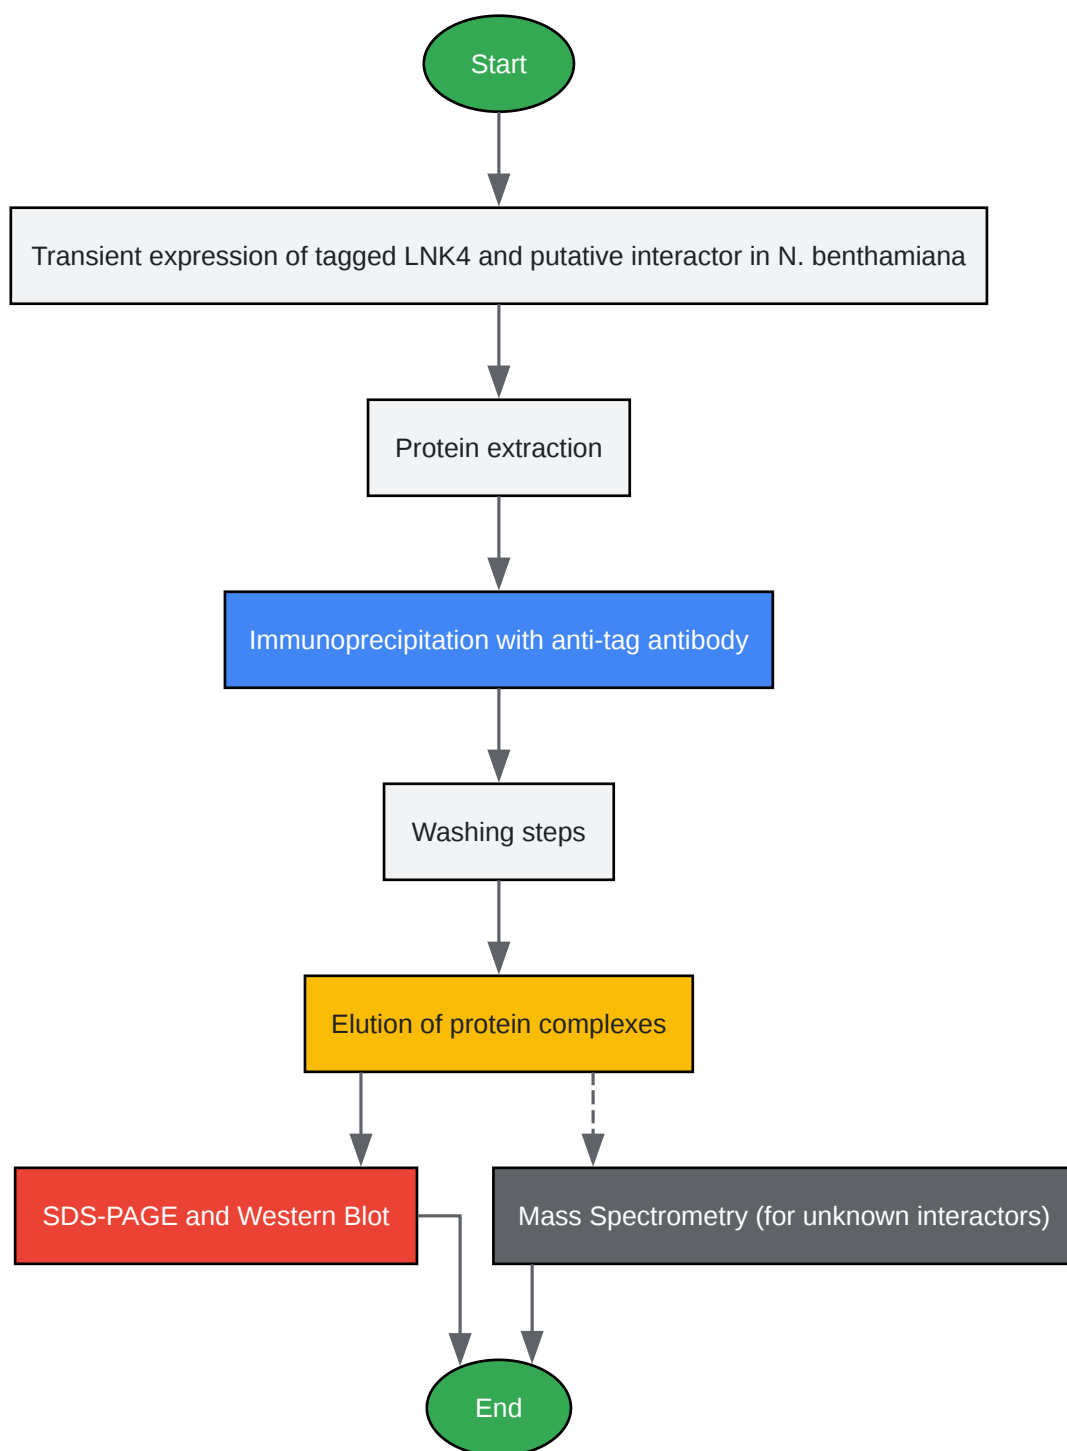 Start
Transient expression of tagged LNK4 and putative interactor in N. benthamiana
Protein extraction
Immunoprecipitation with anti-tag antibody
Washing steps
Elution of protein complexes
SDS-PAGE and Western Blot
Mass Spectrometry (for unknown interactors)
End